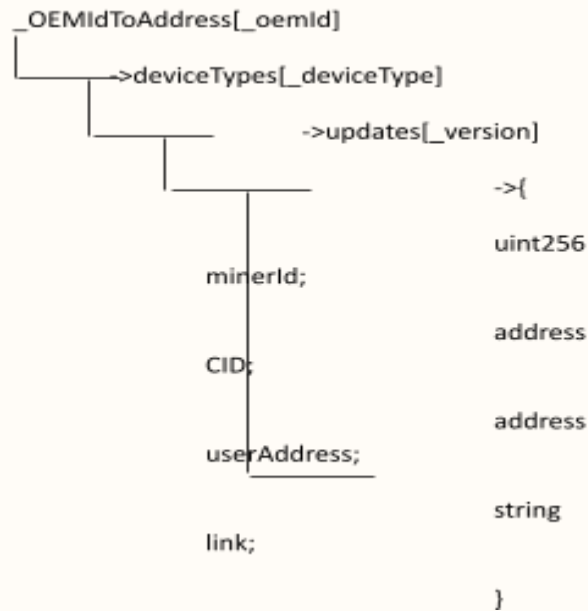 _OEMIdToAddress[_oemId]
->deviceTypes[_deviceType]
->updates[_version]
->{
uint256
minerId;
address
CID;
address
userAddress;
string
link;
}